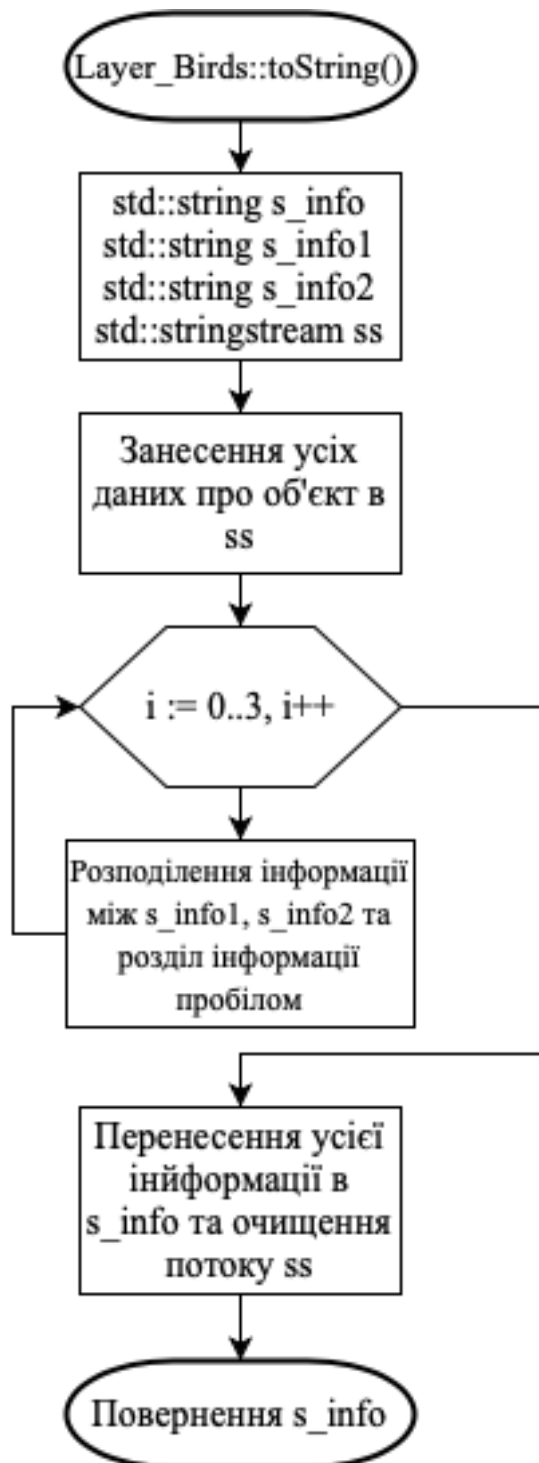 Layer_Birds::toString()
std::string s_info
std::string s_info1
std::string s_info2
std::stringstream ss
Занесення усіх
даних про об'єкт в
ss
i := 0..3, i++
Розподілення інформації
між s_info1, s_info2 та
розділ інформації
пробілом
Перенесення усієї
інйформації в
s_info та очищення
потоку ss
Повернення s_info